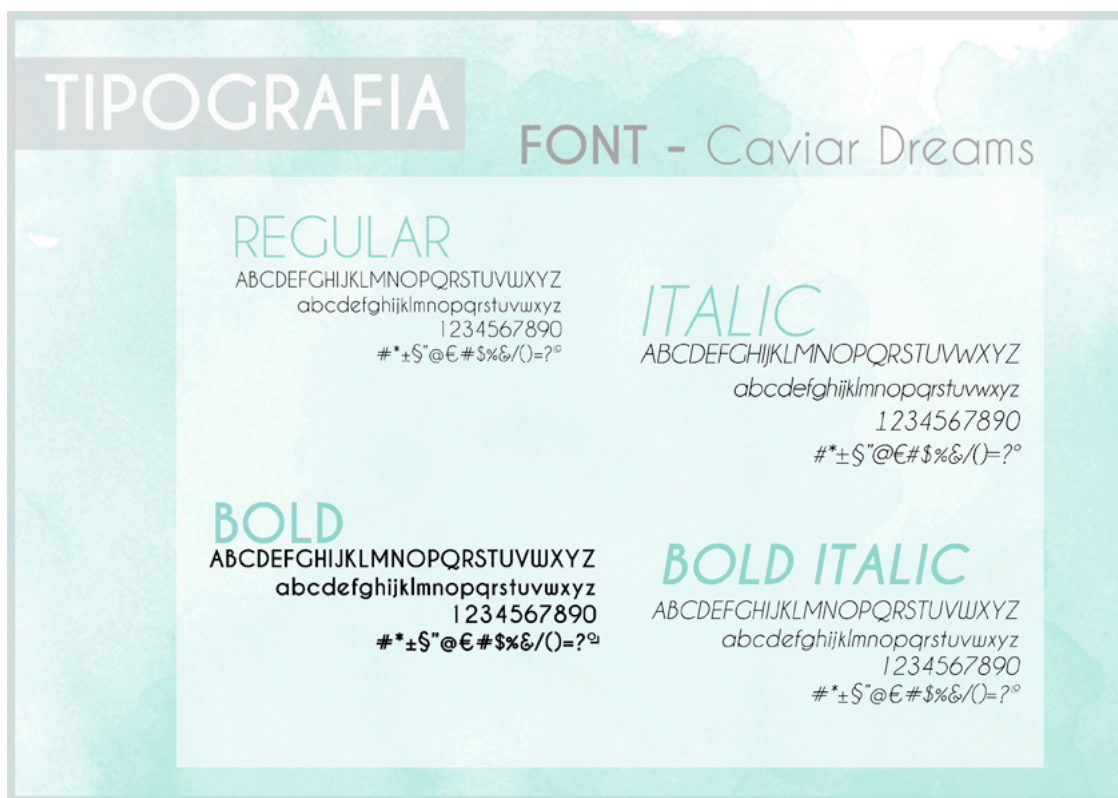 TIPOGRAFIA
FONT - Caviar Dreams
REGULAR
ABCDEFGHIJKLMNOPQRSTUVWXYZ
abcdefghijklmnopqrstuvwxyz
1234567890
#*±§"@€#$%&/()=?º
ITALIC
ABCDEFGHIJKLMNOPQRSTUVWXYZ
abcdefghijklmnopqrstuvwxyz
1234567890
#*±§"@€#$%&/()=?º
BOLD
ABCDEFGHIJKLMNOPQRSTUVWXYZ
abcdefghijklmnopqrstuvwxyz
1234567890
#*±§"@€#$%&/()=?º
BOLD ITALIC
ABCDEFGHIJKLMNOPQRSTUVWXYZ
abcdefghijklmnopqrstuvwxyz
1234567890
#*±§"@€#$%&/()=?º